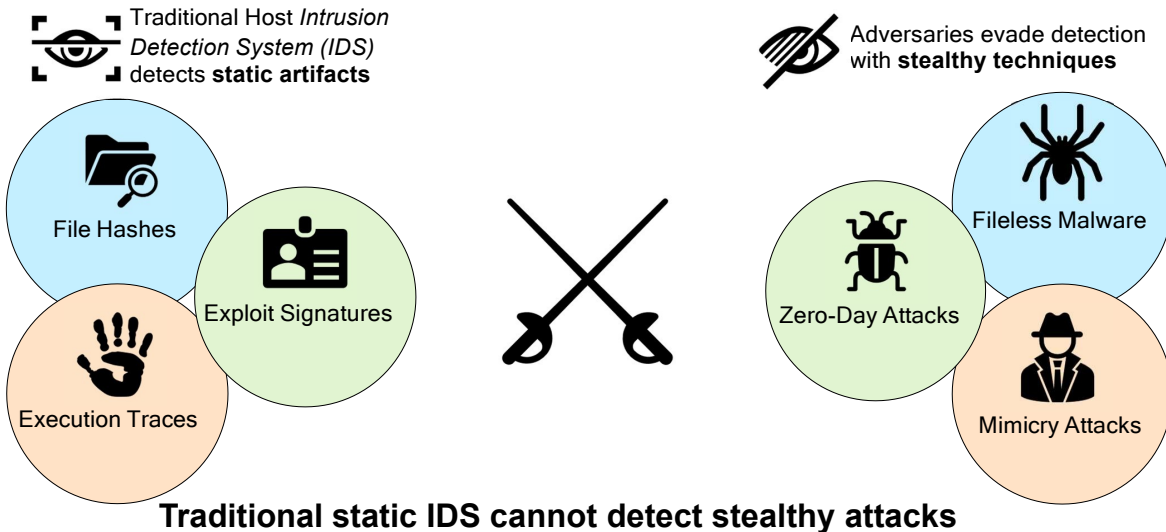 Traditional Host Intrusion
Detection System (IDS)
detects static artifacts
Adversaries evade detection
with stealthy techniques
File Hashes
Exploit Signatures
Execution Traces
Fileless Malware
Zero-Day Attacks
Mimicry Attacks
Traditional static IDS cannot detect stealthy attacks